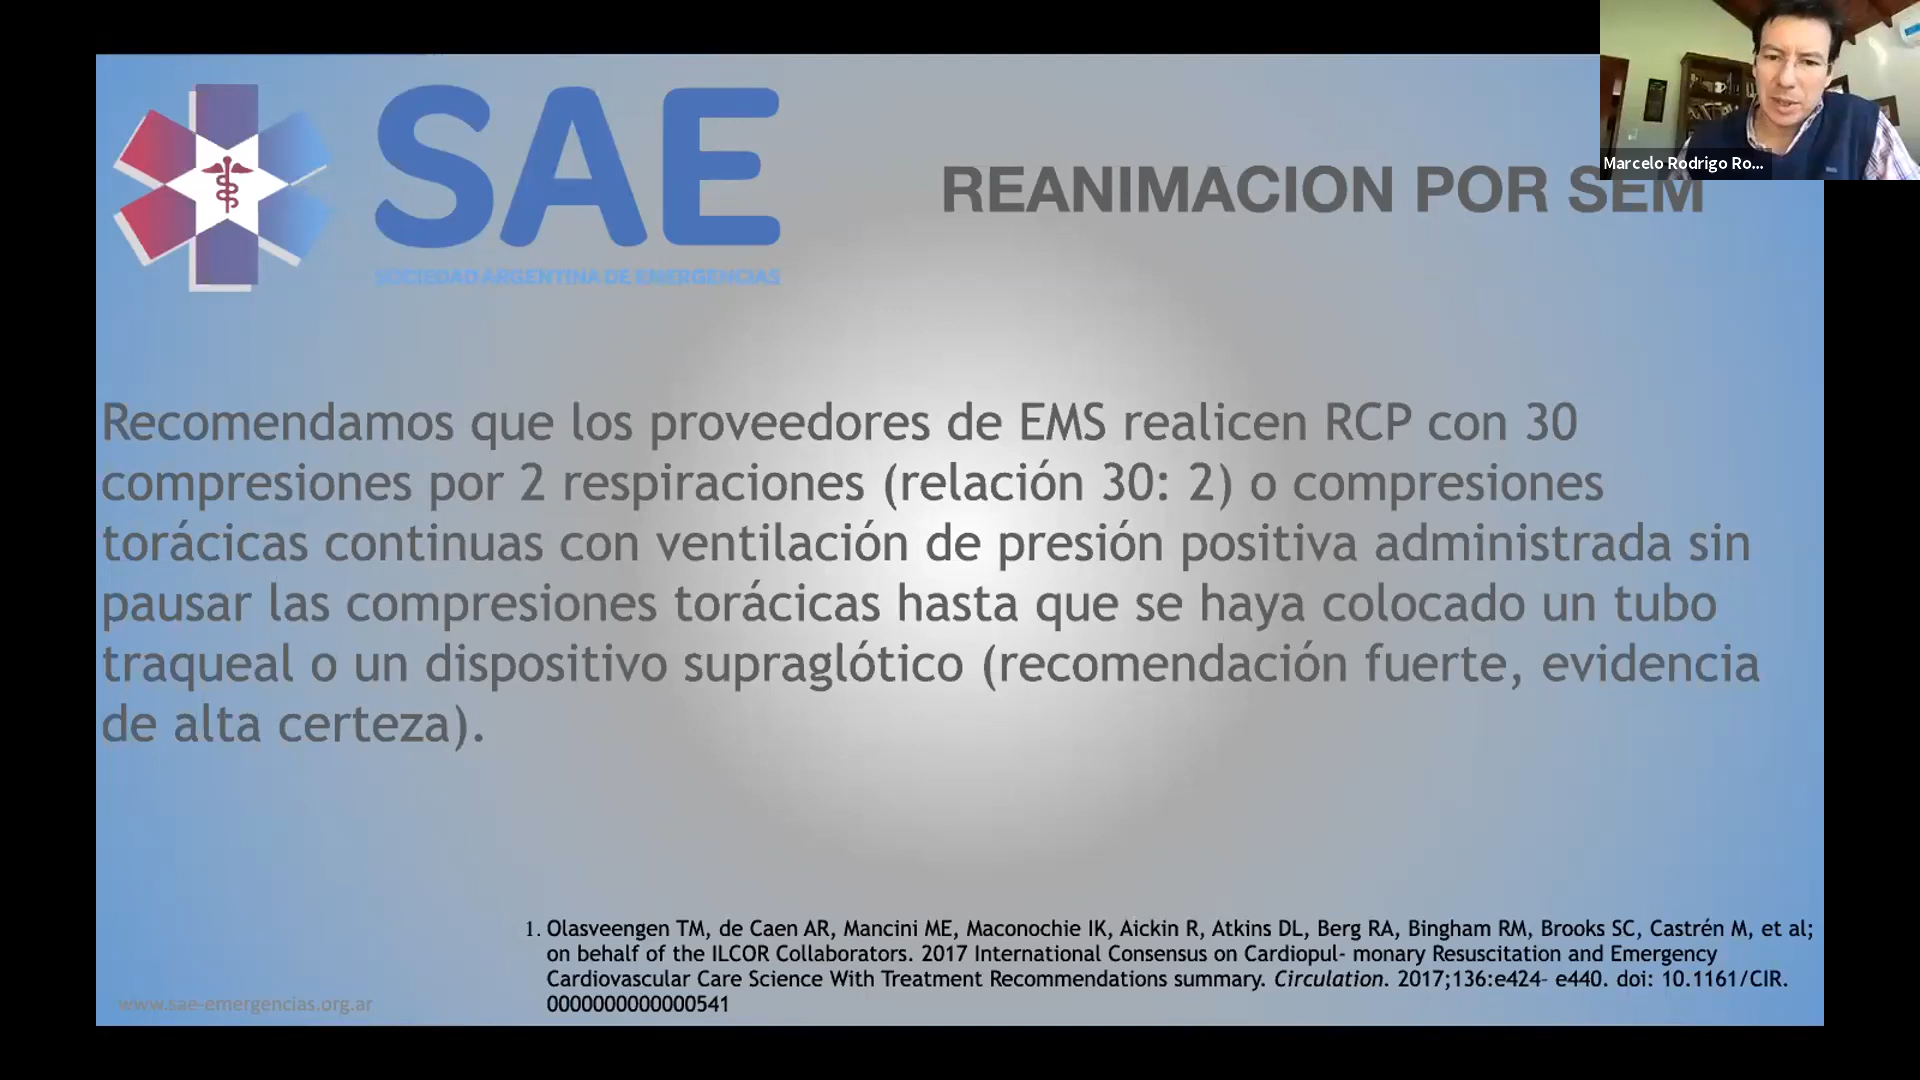 SAE
SOCIEDAD ARGENTINA DE EMERGENCIAS
REANIMACION POR SEM
Marcelo Rodrigo Ro...
Recomendamos que los proveedores de EMS realicen RCP con 30
compresiones por 2 respiraciones (relación 30: 2) o compresiones
torácicas continuas con ventilación de presión positiva administrada sin
pausar las compresiones torácicas hasta que se haya colocado un tubo
traqueal o un dispositivo supraglótico (recomendación fuerte, evidencia
de alta certeza).
1. Olasveengen TM, de Caen AR, Mancini ME, Maconochie IK, Aickin R, Atkins DL, Berg RA, Bingham RM, Brooks SC, Castrén M, et al;
on behalf of the ILCOR Collaborators. 2017 International Consensus on Cardiopul- monary Resuscitation and Emergency
Cardiovascular Care Science With Treatment Recommendations summary. Circulation. 2017;136:e424– e440. doi: 10.1161/CIR.
0000000000000541
www.sae-emergencias.org.ar